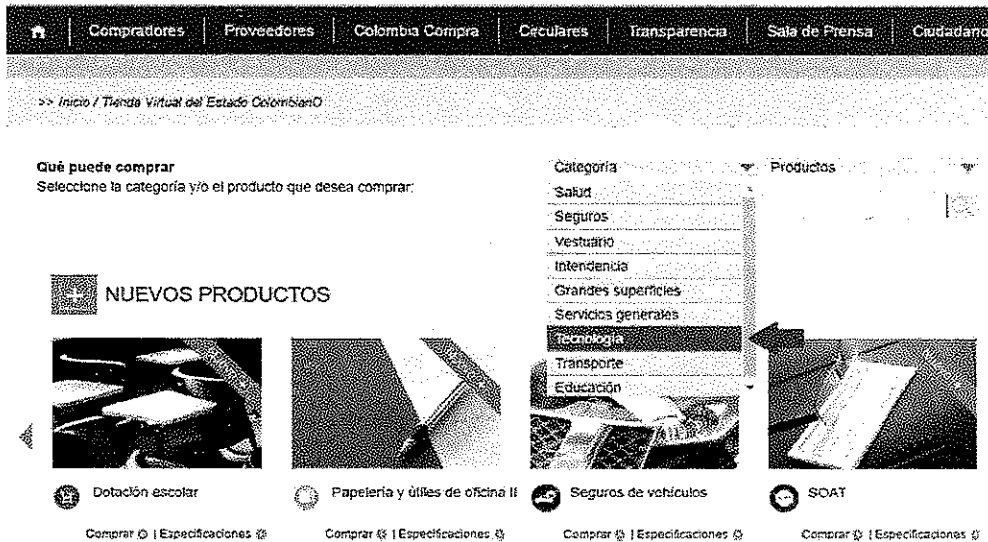 Compradores Proveedores Colombia Compra Circulares Transparencia Sala de Prensa Ciudadano
>> Inicio / Tienda Virtual del Estado ColombianO
Qué puede comprar
Seleccione la categoría y/o el producto que desea comprar:
Categoría Productos
Salud
Seguros
Vestuario
Intendencia
Grandes superficies
Servicios generales
Tecnología
Transporte
Educación
+ NUEVOS PRODUCTOS
Dotación escolar Papelería y útiles de oficina II Seguros de vehículos SOAT
Comprar | Especificaciones Comprar | Especificaciones Comprar | Especificaciones Comprar | Especificaciones